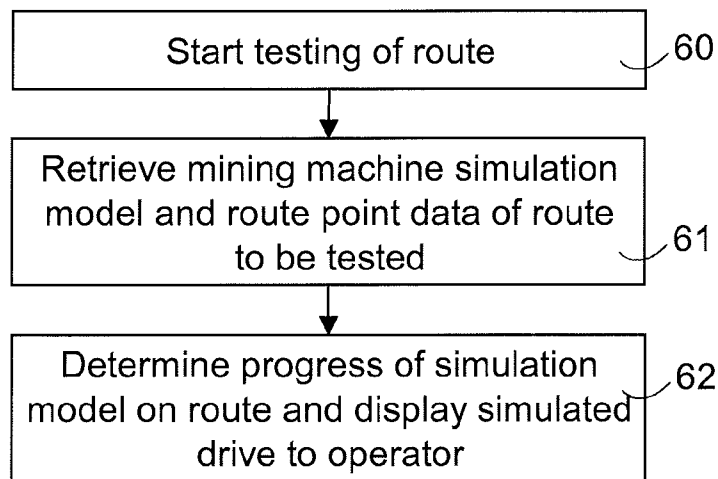 Start testing of route
60
Retrieve mining machine simulation
model and route point data of route
to be tested
61
Determine progress of simulation
model on route and display simulated
drive to operator
62